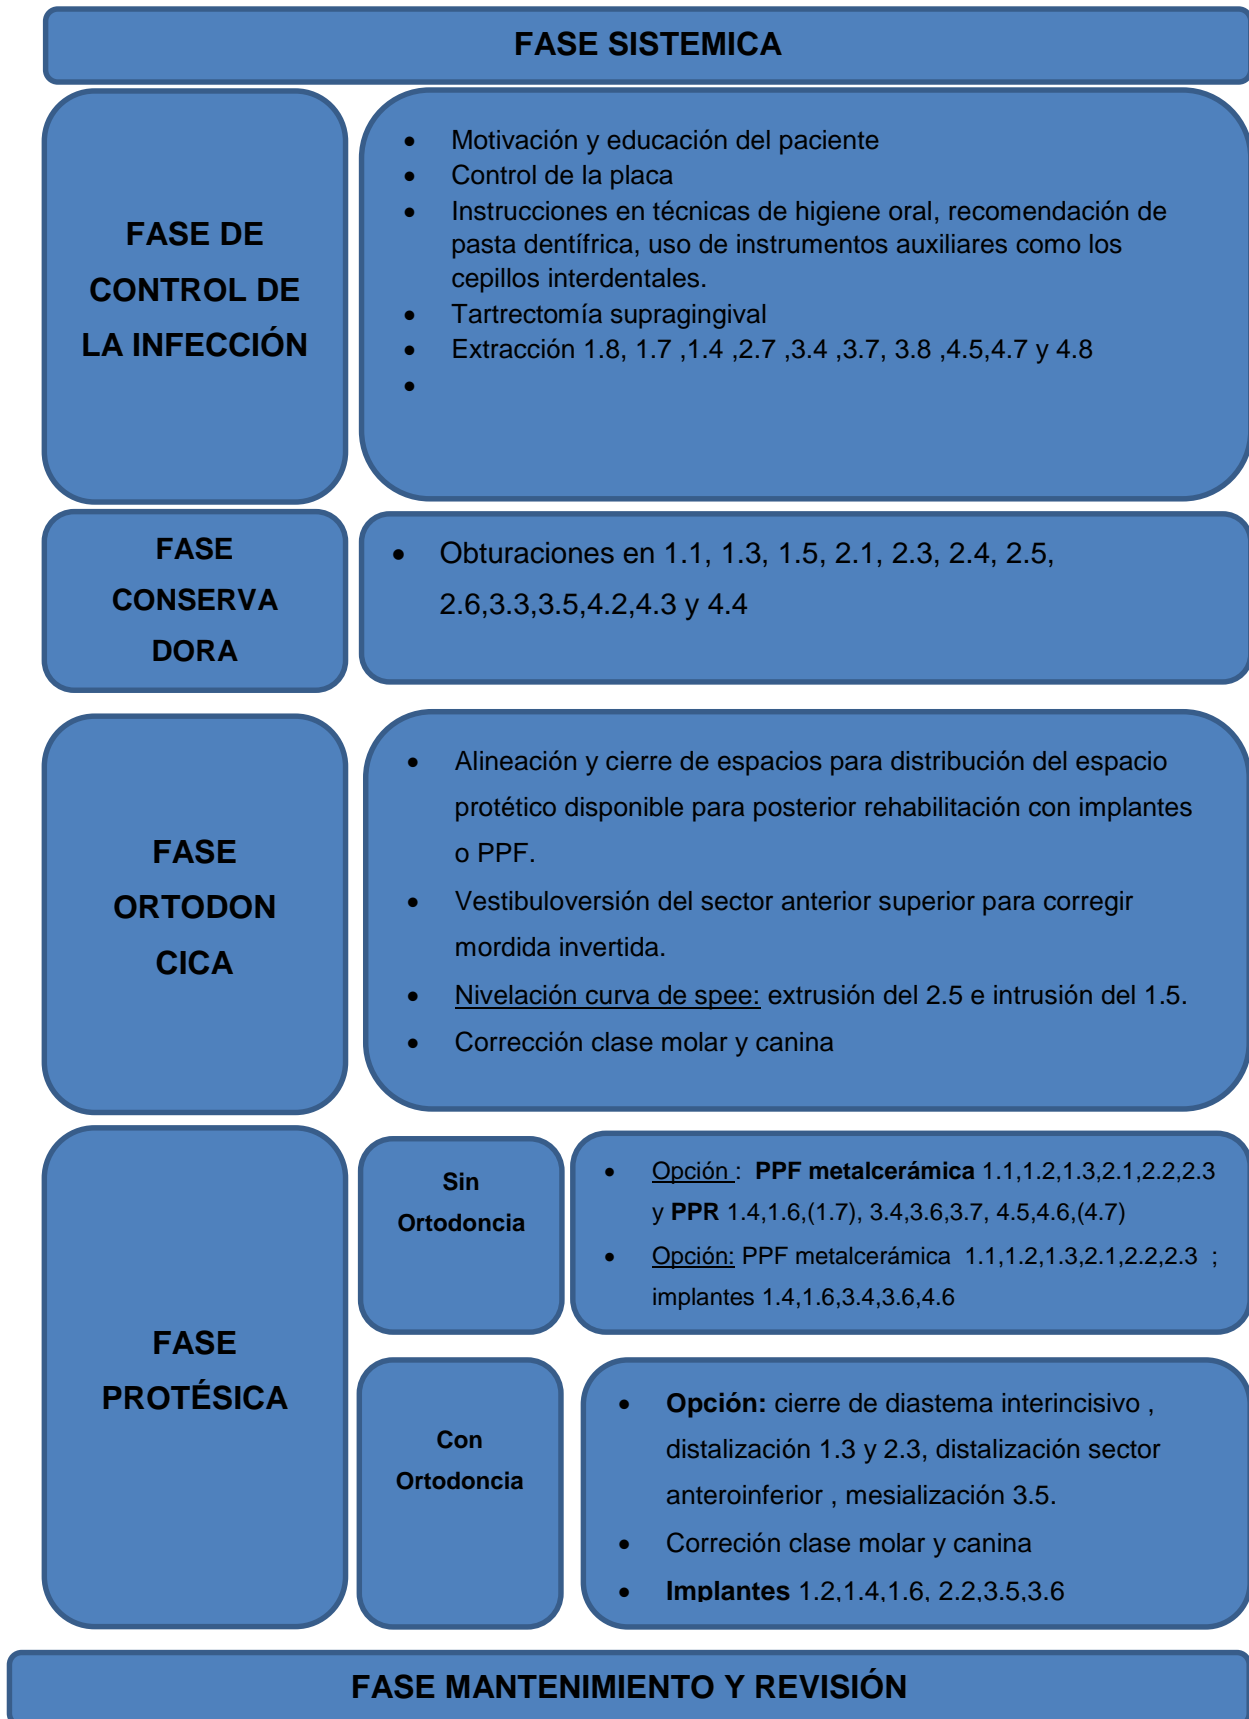 FASE SISTEMICA
FASE DE
CONTROL DE
LA INFECCIÓN
• Motivación y educación del paciente
• Control de la placa
• Instrucciones en técnicas de higiene oral, recomendación de
pasta dentífrica, uso de instrumentos auxiliares como los
cepillos interdentales.
• Tartrectomía supragingival
• Extracción 1.8, 1.7 ,1.4 ,2.7 ,3.4 ,3.7, 3.8 ,4.5,4.7 y 4.8
•
FASE
CONSERVA
DORA
• Obturaciones en 1.1, 1.3, 1.5, 2.1, 2.3, 2.4, 2.5,
2.6,3.3,3.5,4.2,4.3 y 4.4
FASE
ORTODON
CICA
• Alineación y cierre de espacios para distribución del espacio
protético disponible para posterior rehabilitación con implantes
o PPF.
• Vestibuloversión del sector anterior superior para corregir
mordida invertida.
• Nivelación curva de spee: extrusión del 2.5 e intrusión del 1.5.
• Corrección clase molar y canina
FASE
PROTÉSICA
Sin
Ortodoncia
• Opción : PPF metalcerámica 1.1,1.2,1.3,2.1,2.2,2.3
y PPR 1.4,1.6,(1.7), 3.4,3.6,3.7, 4.5,4.6,(4.7)
• Opción: PPF metalcerámica 1.1,1.2,1.3,2.1,2.2,2.3 ;
implantes 1.4,1.6,3.4,3.6,4.6
Con
Ortodoncia
• Opción: cierre de diastema interincisivo ,
distalización 1.3 y 2.3, distalización sector
anteroinferior , mesialización 3.5.
• Correción clase molar y canina
• Implantes 1.2,1.4,1.6, 2.2,3.5,3.6
FASE MANTENIMIENTO Y REVISIÓN